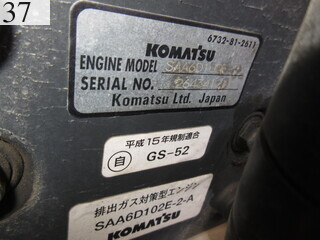 37
6732-81-2611
KOMATSU
ENGINE MODEL
SERIAL NO.
Komatsu Ltd. Japan
平成15年規制適合
自 GS-52
排出ガス対策型エンジン
SAA6D102E-2-A
KOMATSU